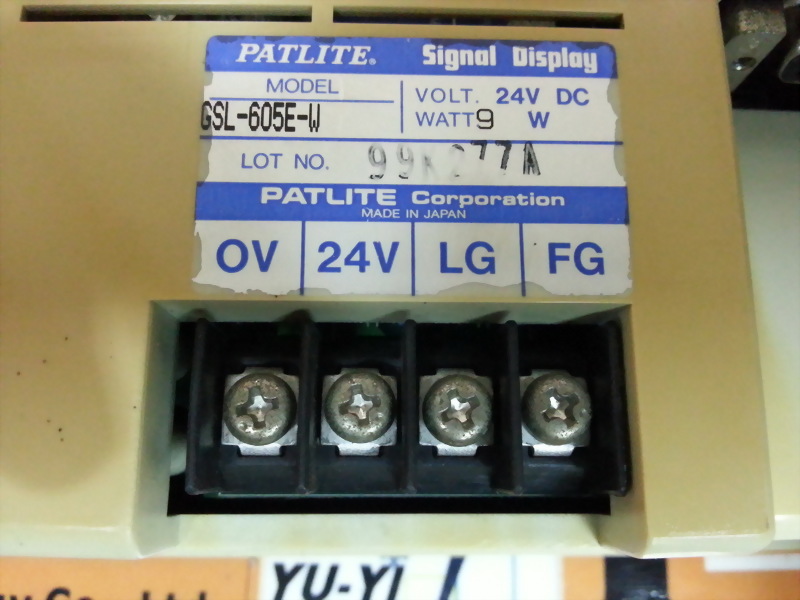 PATLITE® Signal Display
MODEL
GSL-605E-W
VOLT. 24V DC
WATT 9 W
LOT NO.
PATLITE Corporation
MADE IN JAPAN
0V 24V LG FG
YU-YI